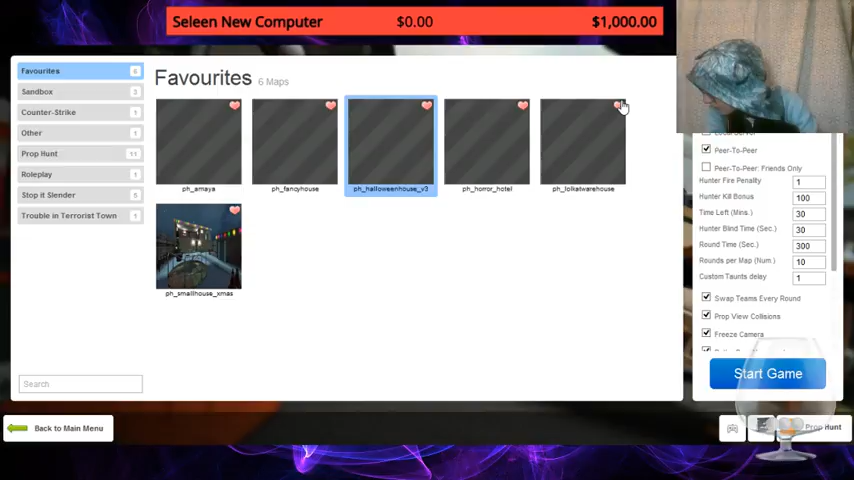 Seleen New Computer $0.00 $1,000.00
Favourites 6
Sandbox 3
Counter-Strike 1
Other 1
Prop Hunt 11
Roleplay 1
Stop it Slender 5
Trouble in Terrorist Town 1
Search
Favourites 6 Maps
ph_amaya
ph_fancyhouse
ph_halloweenhouse_v3
ph_horror_hotel
ph_lolkatwarehouse
ph_smallhouse_xmas
Local Server
Peer-To-Peer
Peer-To-Peer: Friends Only
Hunter Fire Penalty 1
Hunter Kill Bonus 100
Time Left (Mins.) 30
Hunter Blind Time (Sec.) 30
Round Time (Sec.) 300
Rounds per Map (Num.) 10
Custom Taunts delay 1
Swap Teams Every Round
Prop View Collisions
Freeze Camera
Start Game
Back to Main Menu
Prop Hunt